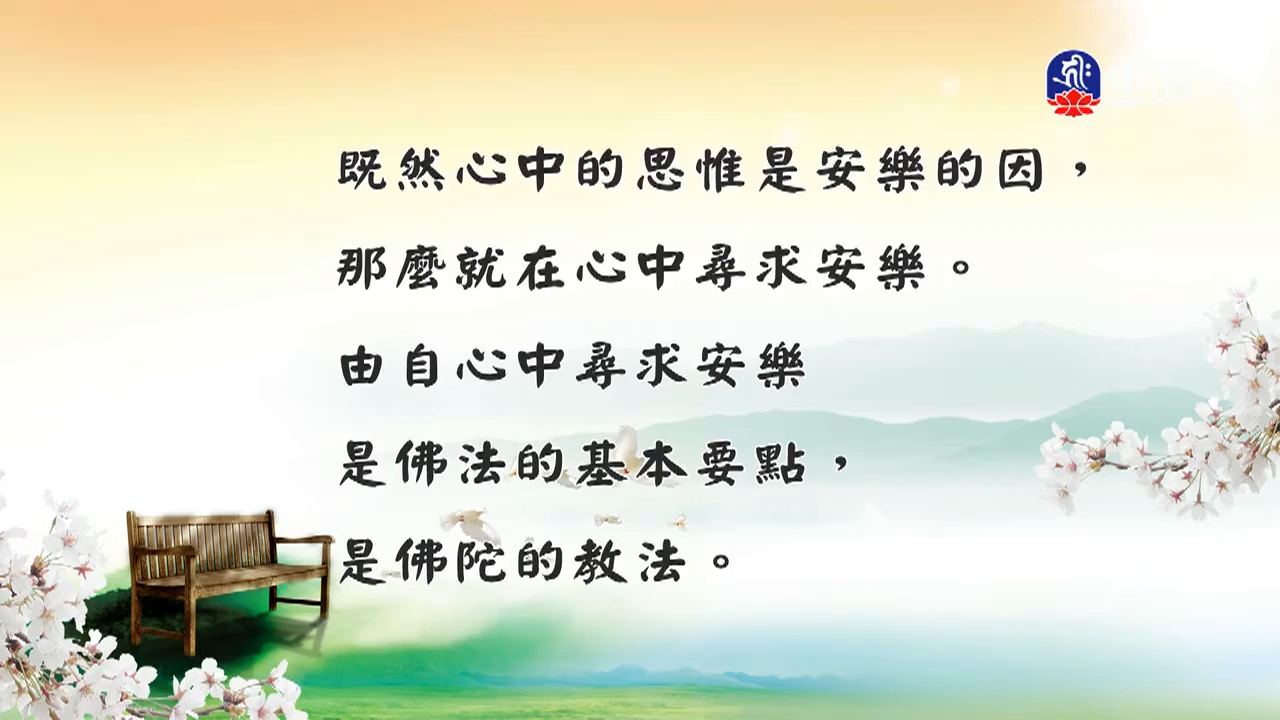 既然心中的思惟是安樂的因，
那麼就在心中尋求安樂。
由自心中尋求安樂
是佛法的基本要點，
是佛陀的教法。